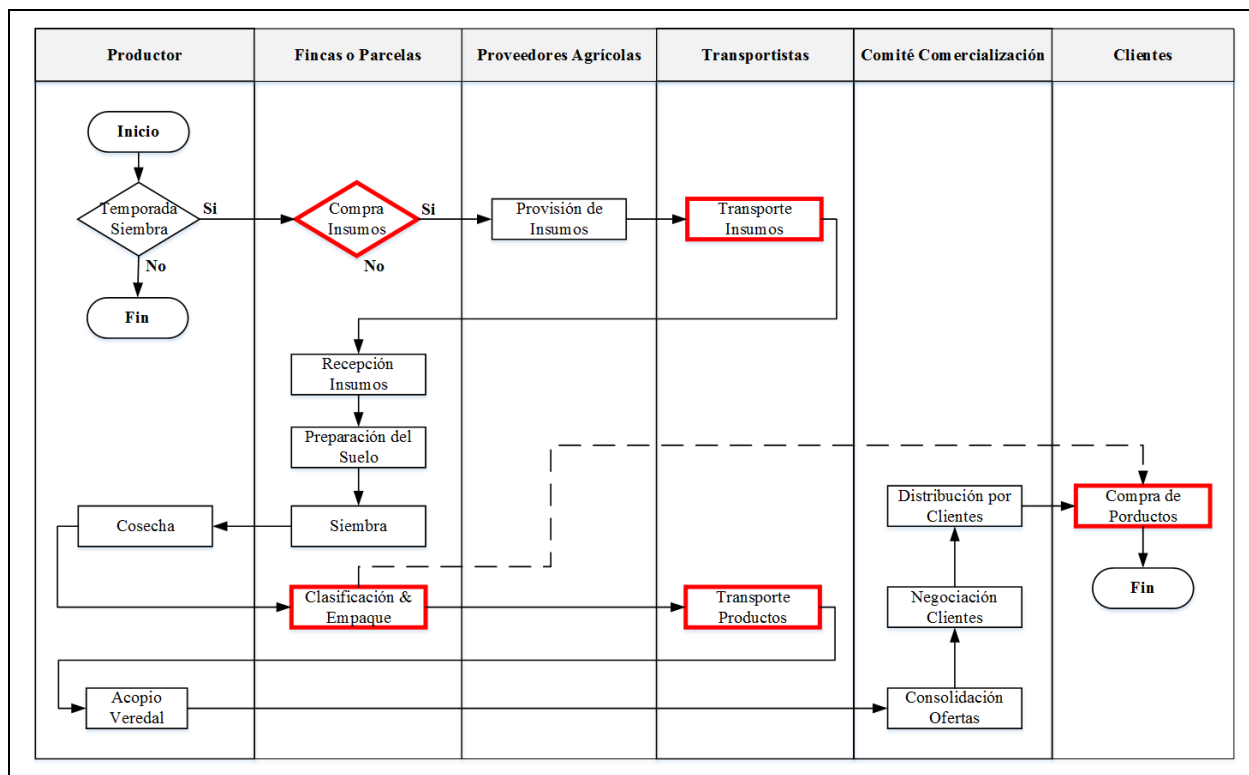 Productor
Fincas o Parcelas
Proveedores Agrícolas
Transportistas
Comité Comercialización
Clientes
Inicio
Temporada
Siembra
Si
No
Fin
Compra
Insumos
Si
No
Provisión de
Insumos
Transporte
Insumos
Recepción
Insumos
Preparación del
Suelo
Siembra
Cosecha
Clasificación &
Empaque
Transporte
Productos
Acopio
Veredal
Consolidación
Ofertas
Negociación
Clientes
Distribución por
Clientes
Compra de
Porductos
Fin